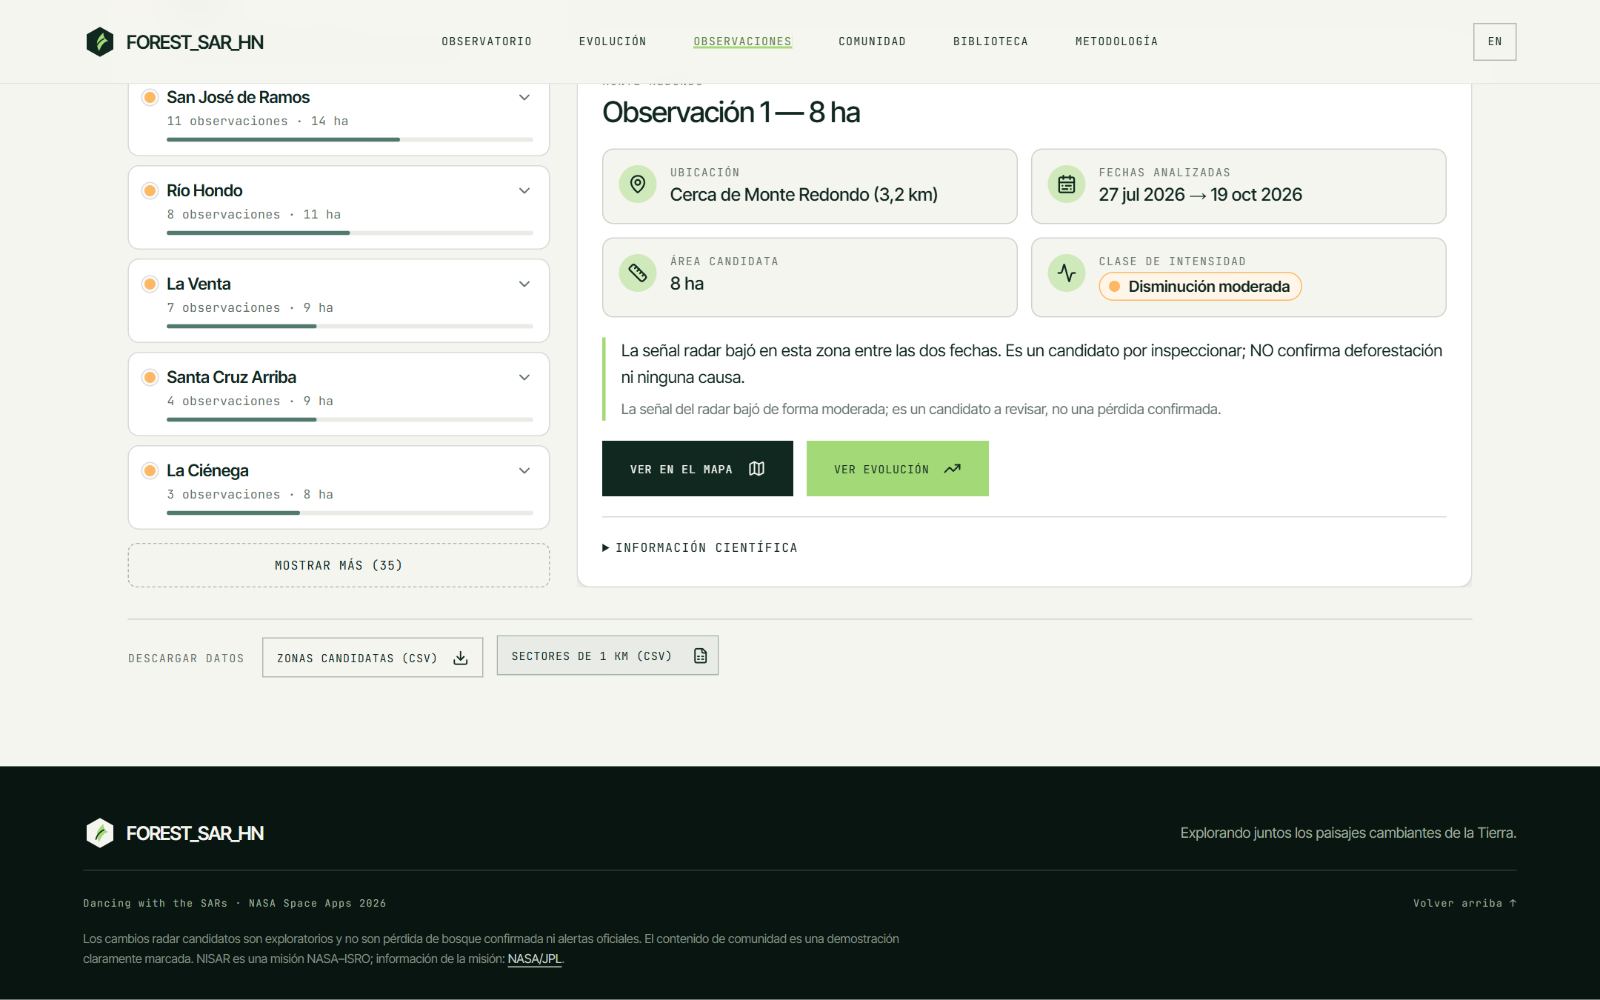 FOREST_SAR_HN
OBSERVATORIO
EVOLUCIÓN
OBSERVACIONES
COMUNIDAD
BIBLIOTECA
METODOLOGÍA
EN
San José de Ramos
11 observaciones · 14 ha
Río Hondo
8 observaciones · 11 ha
La Venta
7 observaciones · 9 ha
Santa Cruz Arriba
4 observaciones · 9 ha
La Ciénega
3 observaciones · 8 ha
MOSTRAR MÁS (35)
Observación 1 — 8 ha
UBICACIÓN
Cerca de Monte Redondo (3,2 km)
FECHAS ANALIZADAS
27 jul 2026 → 19 oct 2026
ÁREA CANDIDATA
8 ha
CLASE DE INTENSIDAD
Disminución moderada
La señal radar bajó en esta zona entre las dos fechas. Es un candidato por inspeccionar; NO confirma deforestación
ni ninguna causa.
La señal del radar bajó de forma moderada; es un candidato a revisar, no una pérdida confirmada.
VER EN EL MAPA
VER EVOLUCIÓN
INFORMACIÓN CIENTÍFICA
DESCARGAR DATOS
ZONAS CANDIDATAS (CSV)
SECTORES DE 1 KM (CSV)
FOREST_SAR_HN
Explorando juntos los paisajes cambiantes de la Tierra.
Dancing with the SARs · NASA Space Apps 2026
Volver arriba ↑
Los cambios radar candidatos son exploratorios y no son pérdida de bosque confirmada ni alertas oficiales. El contenido de comunidad es una demostración
claramente marcada. NISAR es una misión NASA–ISRO; información de la misión: NASA/JPL.